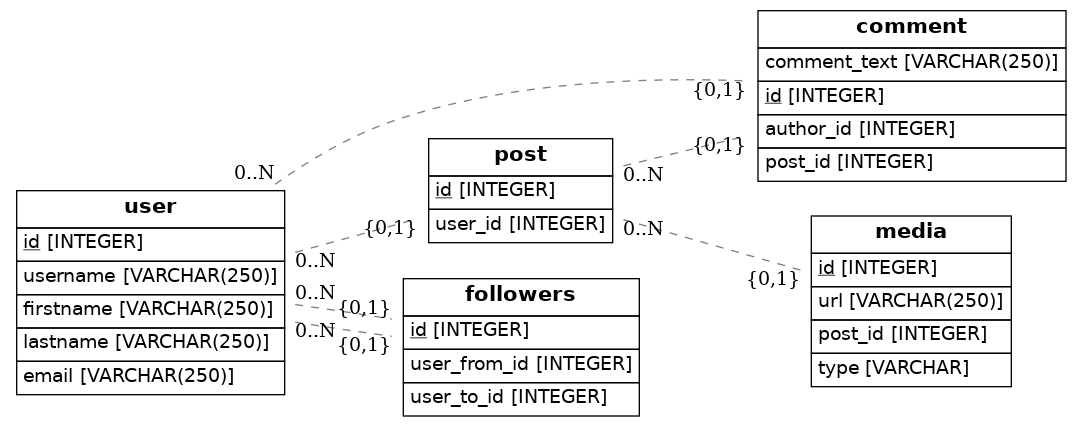 comment
comment_text [VARCHAR(250)]
id [INTEGER]
author_id [INTEGER]
post_id [INTEGER]
{0,1}
{0,1}
0..N
post
id [INTEGER]
user_id [INTEGER]
0..N
0..N
{0,1}
user
id [INTEGER]
username [VARCHAR(250)]
firstname [VARCHAR(250)]
lastname [VARCHAR(250)]
email [VARCHAR(250)]
0..N
0..N
0..N
{0,1}
{0,1}
followers
id [INTEGER]
user_from_id [INTEGER]
user_to_id [INTEGER]
{0,1}
media
id [INTEGER]
url [VARCHAR(250)]
post_id [INTEGER]
type [VARCHAR]